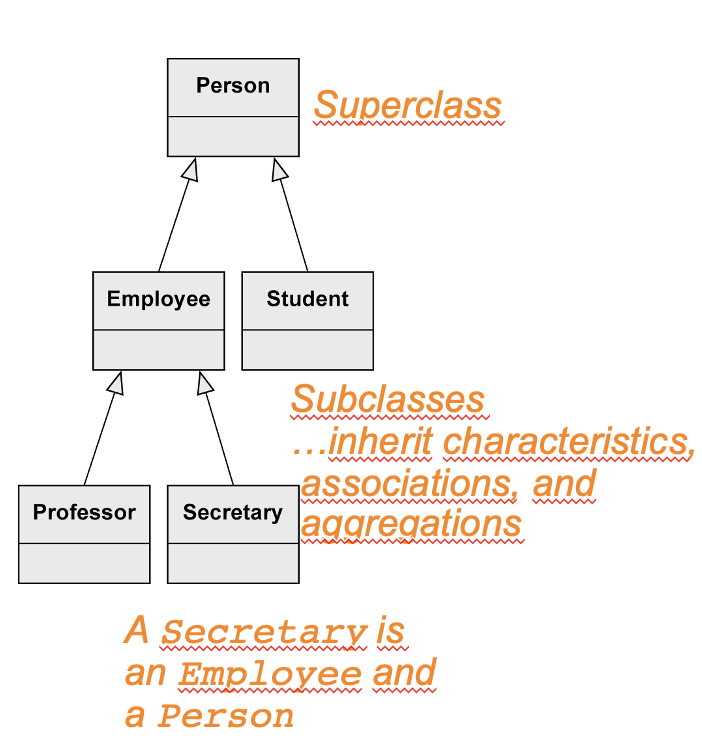 Person
Superclass
Employee
Student
Subclasses
...inherit characteristics,
associations, and
aggregations
Professor
Secretary
A Secretary is
an Employee and
a Person